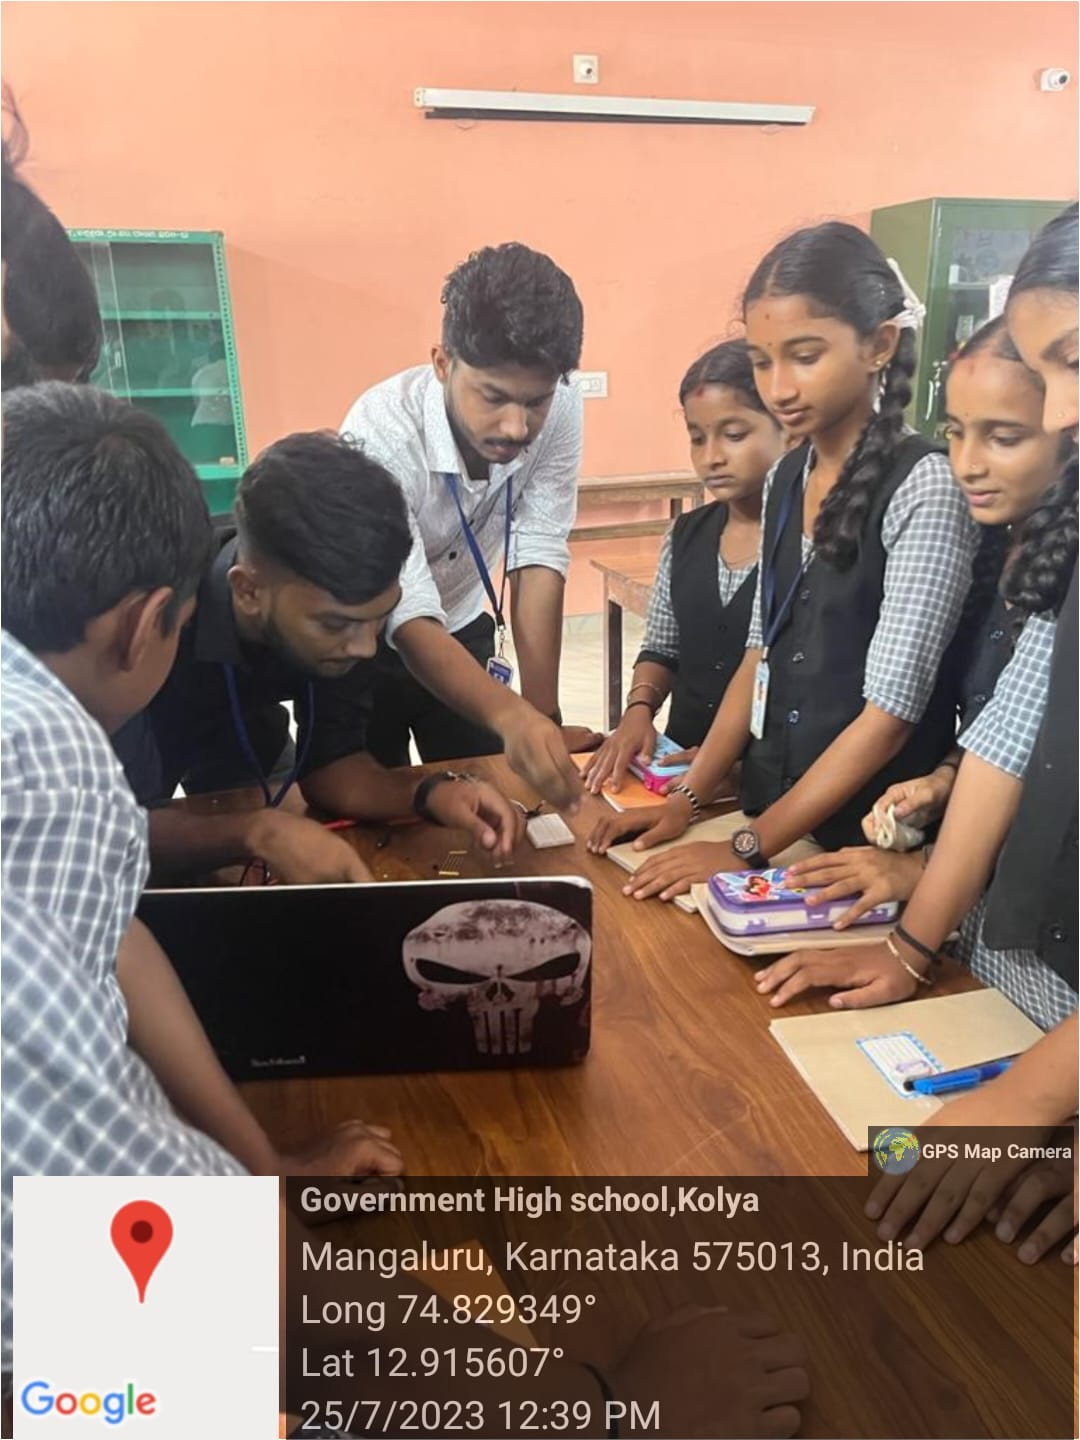 GPS Map Camera
Government High school,Kolya
Mangaluru, Karnataka 575013, India
Long 74.829349°
Lat 12.915607°
25/7/2023 12:39 PM
Google